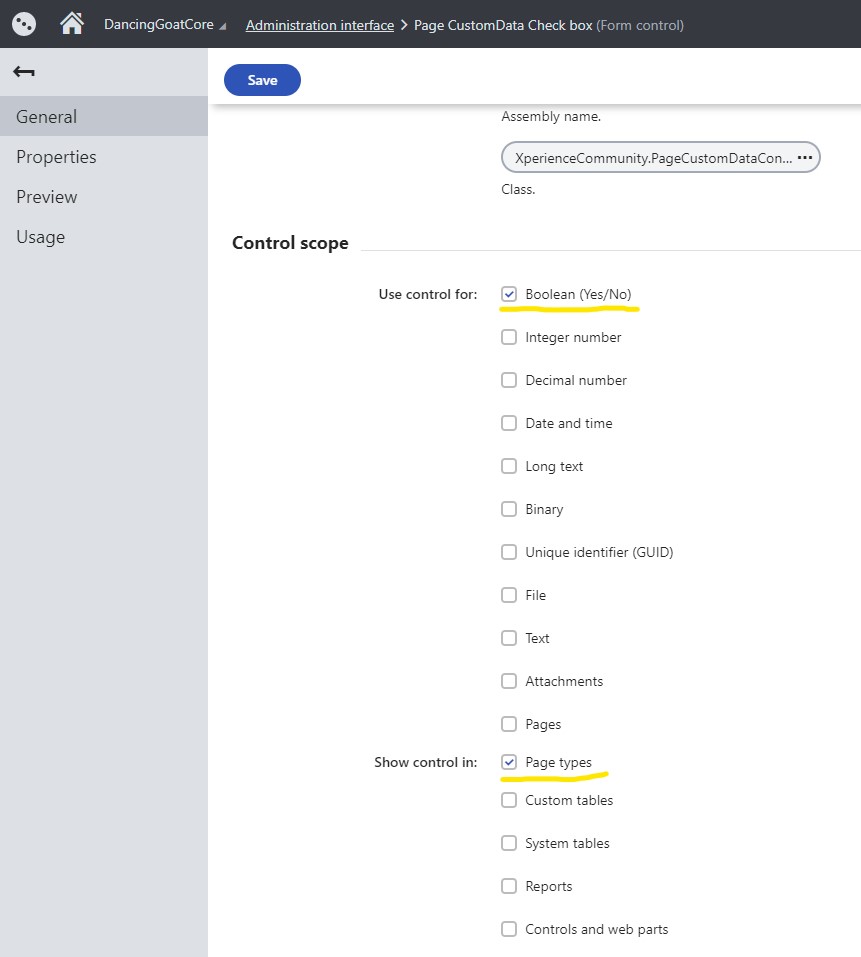 DancingGoatCore Administration interface > Page CustomData Check box (Form control)
Save
General
Properties
Preview
Usage
Assembly name.
XperienceCommunity.PageCustomDataCon... •••
Class.
Control scope
Use control for: Boolean (Yes/No)
Integer number
Decimal number
Date and time
Long text
Binary
Unique identifier (GUID)
File
Text
Attachments
Pages
Show control in: Page types
Custom tables
System tables
Reports
Controls and web parts